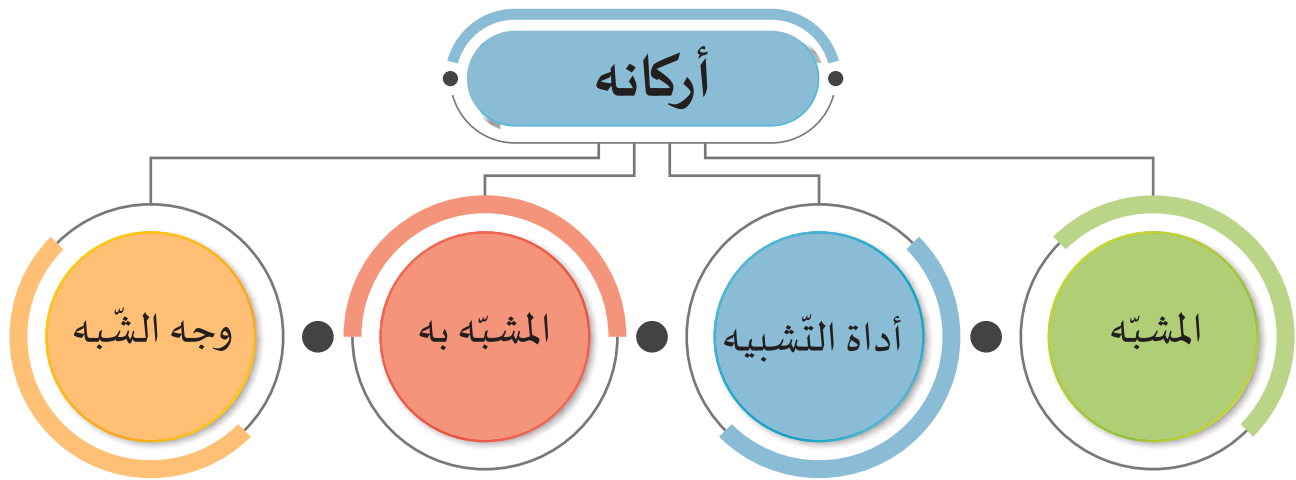 أركانه
المشبّه
أداة التّشبيه
المشبّه به
وجه الشّبه